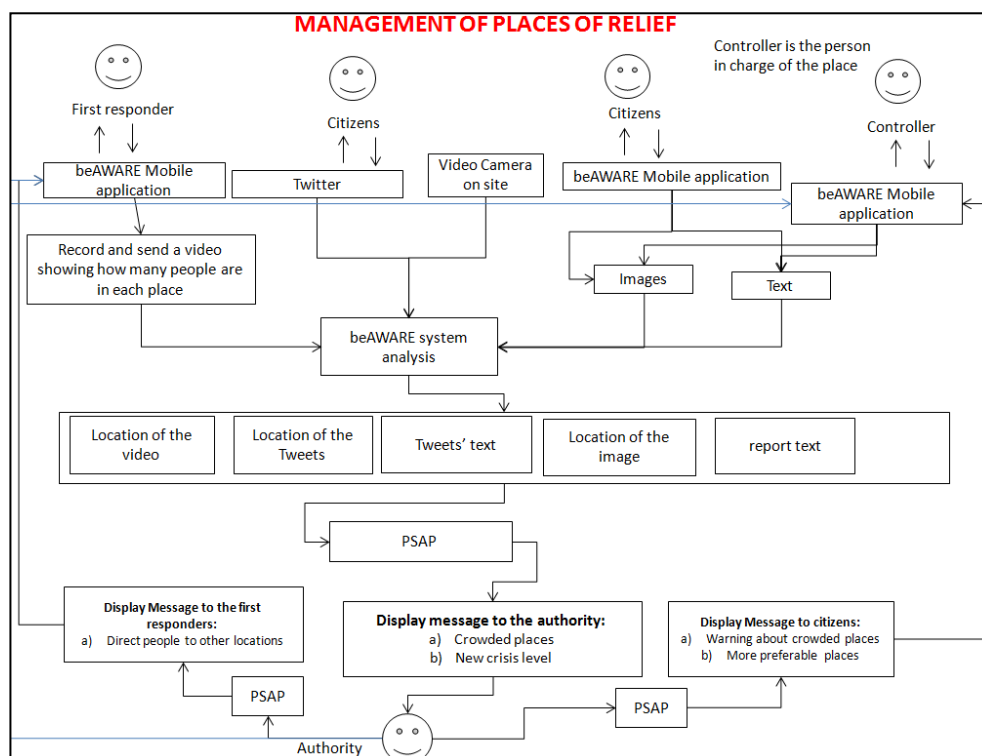 MANAGEMENT OF PLACES OF RELIEF
Controller is the person
in charge of the place
First responder
Citizens
Citizens
Controller
beAWARE Mobile
application
Twitter
Video Camera
on site
beAWARE Mobile application
beAWARE Mobile
application
Record and send a video
showing how many people are
in each place
Images
Text
beAWARE system
analysis
Location of the
video
Location of the
Tweets
Tweets’ text
Location of the
image
report text
PSAP
Display Message to the first
responders:
a) Direct people to other locations
Display message to the authority:
a) Crowded places
b) New crisis level
Display Message to citizens:
a) Warning about crowded places
b) More preferable places
PSAP
PSAP
Authority